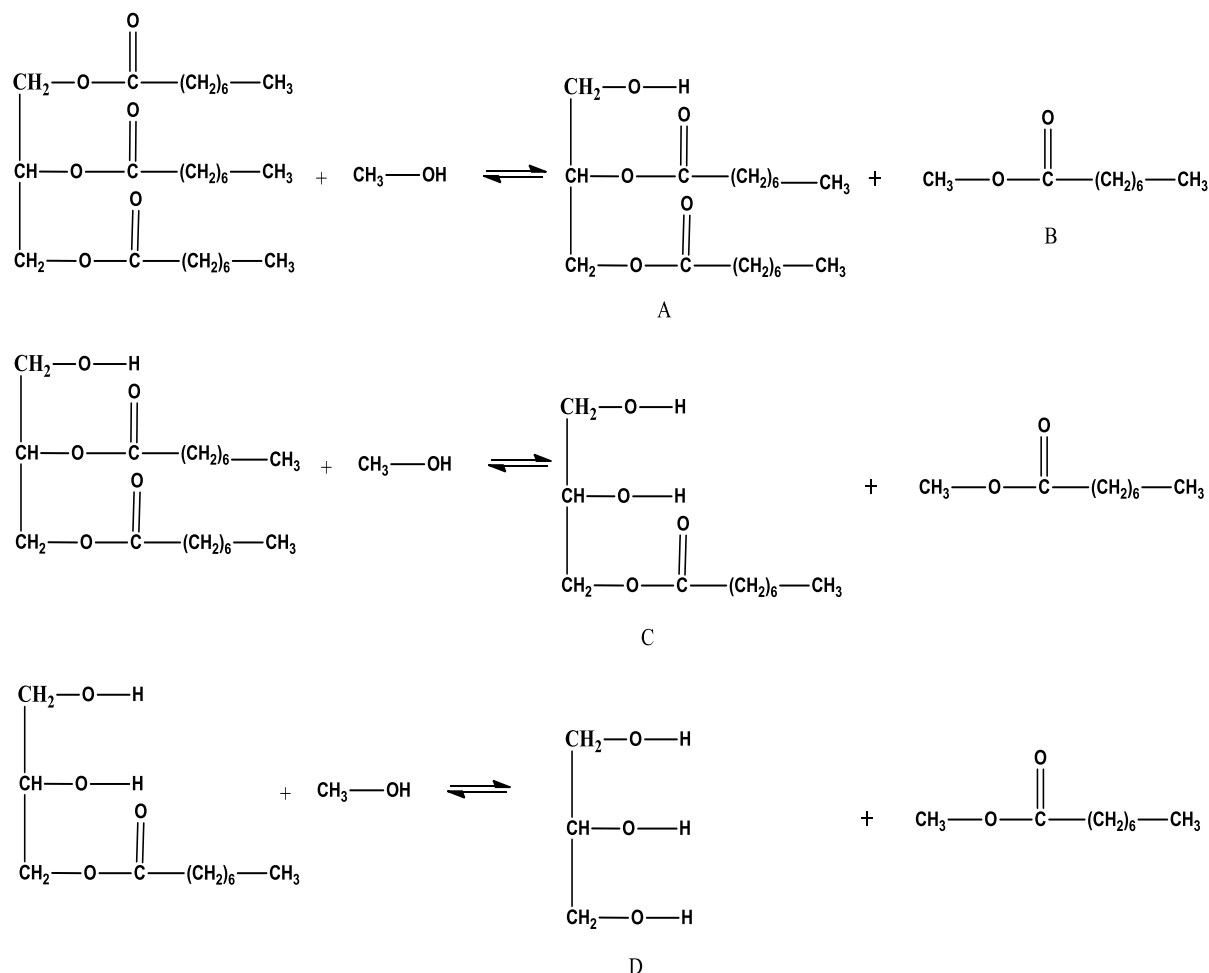 O
CH₂—O—C—(CH₂)₆—CH₃
O
CH—O—C—(CH₂)₆—CH₃
O
CH₂—O—C—(CH₂)₆—CH₃
+
CH₃—OH
CH₂—O—H
O
CH—O—C—(CH₂)₆—CH₃
O
CH₂—O—C—(CH₂)₆—CH₃
A
+
O
CH₃—O—C—(CH₂)₆—CH₃
B
CH₂—O—H
O
CH—O—C—(CH₂)₆—CH₃
O
CH₂—O—C—(CH₂)₆—CH₃
+
CH₃—OH
CH₂—O—H
CH—O—H
O
CH₂—O—C—(CH₂)₆—CH₃
C
+
O
CH₃—O—C—(CH₂)₆—CH₃
CH₂—O—H
CH—O—H
O
CH₂—O—C—(CH₂)₆—CH₃
+
CH₃—OH
CH₂—O—H
CH—O—H
CH₂—O—H
D
+
O
CH₃—O—C—(CH₂)₆—CH₃